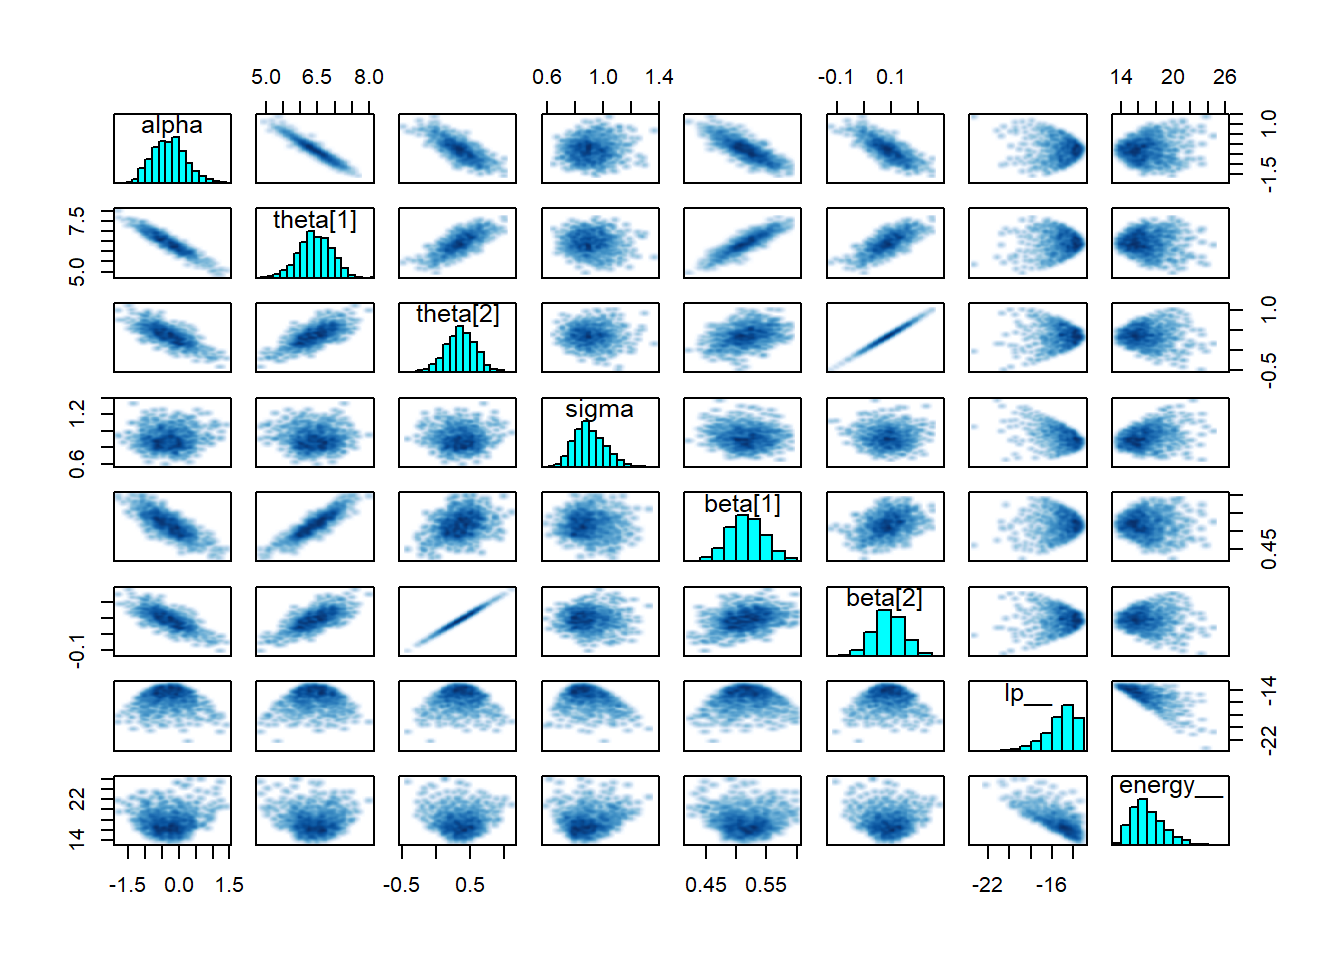 5.0 6.5 8.0 0.6 1.0 1.4 -0.1 0.1 14 20 26
alpha
-1.5 1.0
theta[1]
5.0 7.5
theta[2]
-0.5 1.0
sigma
0.6 1.2
beta[1]
0.45
beta[2]
-0.1
lp__
-22 -14
energy__
14 22
-1.5 0.0 1.5 -0.5 0.5 0.45 0.55 -22 -16